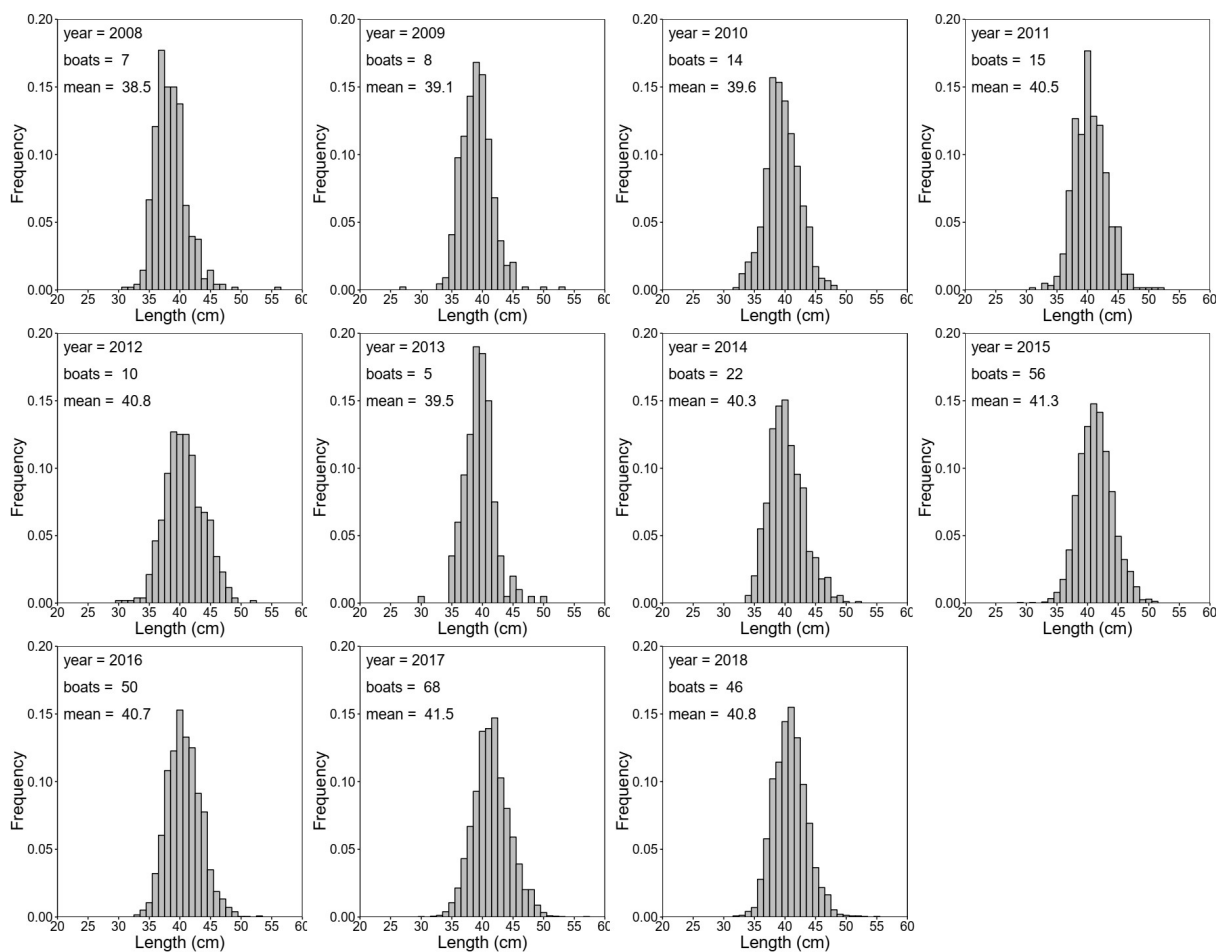 0.20
year = 2008
boats = 7
mean = 38.5
0.15
0.10
0.05
0.00
Frequency
20 25 30 35 40 45 50 55 60
Length (cm)
0.20
year = 2009
boats = 8
mean = 39.1
0.15
0.10
0.05
0.00
Frequency
20 25 30 35 40 45 50 55 60
Length (cm)
0.20
year = 2010
boats = 14
mean = 39.6
0.15
0.10
0.05
0.00
Frequency
20 25 30 35 40 45 50 55 60
Length (cm)
0.20
year = 2011
boats = 15
mean = 40.5
0.15
0.10
0.05
0.00
Frequency
20 25 30 35 40 45 50 55 60
Length (cm)
0.20
year = 2012
boats = 10
mean = 40.8
0.15
0.10
0.05
0.00
Frequency
20 25 30 35 40 45 50 55 60
Length (cm)
0.20
year = 2013
boats = 5
mean = 39.5
0.15
0.10
0.05
0.00
Frequency
20 25 30 35 40 45 50 55 60
Length (cm)
0.20
year = 2014
boats = 22
mean = 40.3
0.15
0.10
0.05
0.00
Frequency
20 25 30 35 40 45 50 55 60
Length (cm)
0.20
year = 2015
boats = 56
mean = 41.3
0.15
0.10
0.05
0.00
Frequency
20 25 30 35 40 45 50 55 60
Length (cm)
0.20
year = 2016
boats = 50
mean = 40.7
0.15
0.10
0.05
0.00
Frequency
20 25 30 35 40 45 50 55 60
Length (cm)
0.20
year = 2017
boats = 68
mean = 41.5
0.15
0.10
0.05
0.00
Frequency
20 25 30 35 40 45 50 55 60
Length (cm)
0.20
year = 2018
boats = 46
mean = 40.8
0.15
0.10
0.05
0.00
Frequency
20 25 30 35 40 45 50 55 60
Length (cm)